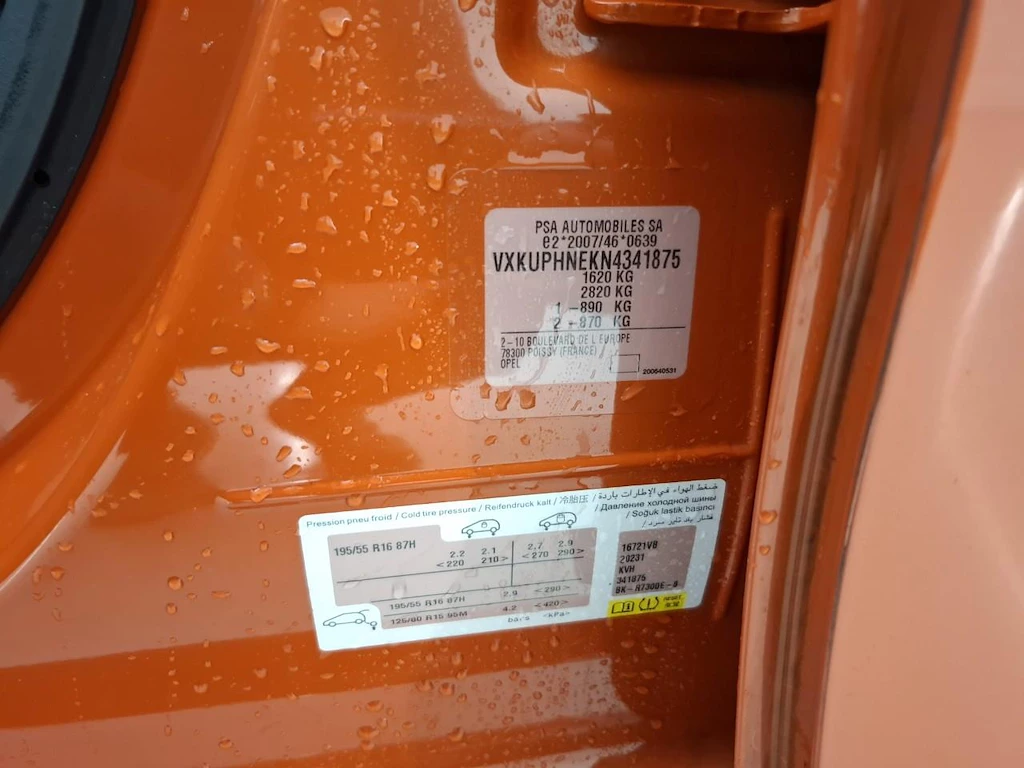 PSA AUTOMOBILES SA
e2*2007/46*0639
VXKUPHNEKN4341875
1620 KG
2820 KG
1 -890 KG
2 -870 KG
2-10 BOULEVARD DE L EUROPE
78300 POISSY (FRANCE)
OPEL
200640531
Pression pneu froid / Cold tire pressure / Reifendruck kalt / 冷胎压 / ضغط الهواء في الإطارات باردة
/ Давление холодной шины
/ Soğuk lastik basıncı
195/55 R16 87H
2.2 2.1 2.7 2.9
<220 210> <270 290>
195/55 R16 87H 2.9 <290>
125/80 R15 95M 4.2 <420>
bars <kPa>
16721VB
20231
KVH
341875